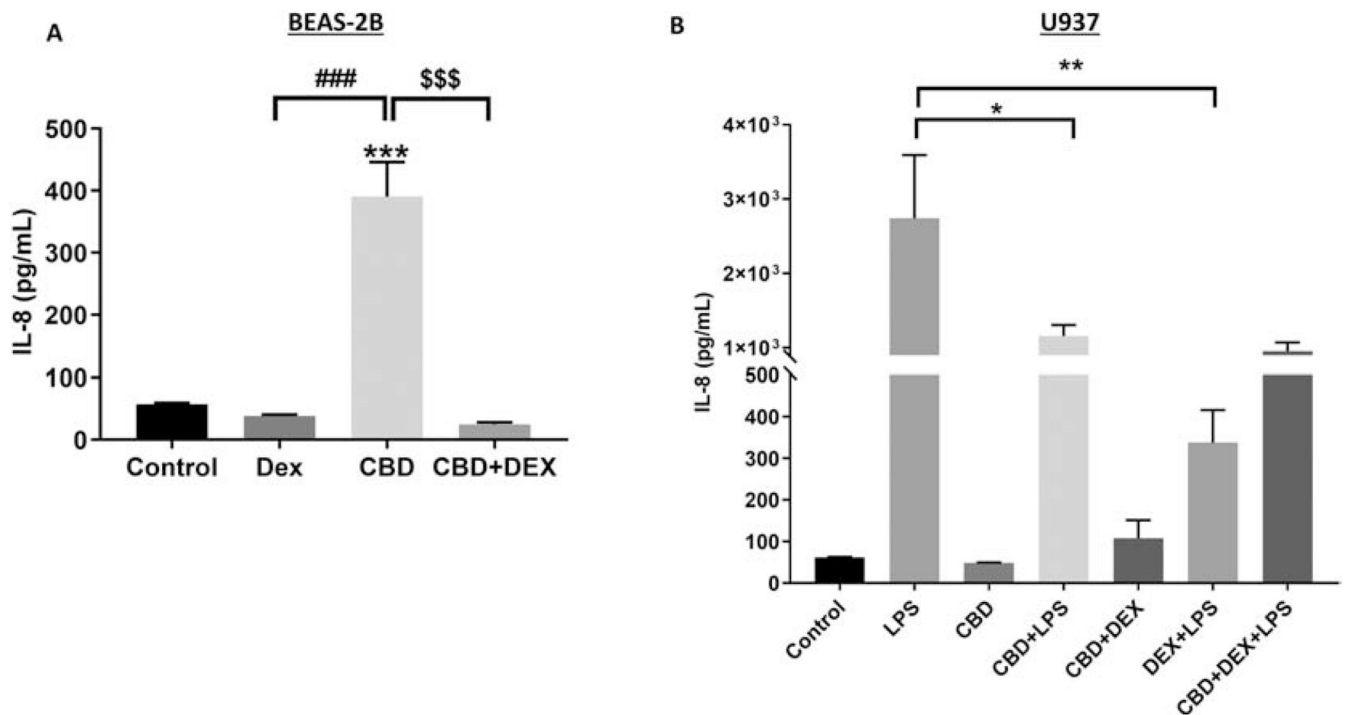 A
BEAS-2B
###
$$$
***
500
400
300
200
100
0
IL-8 (pg/mL)
Control
Dex
CBD
CBD+DEX
B
U937
**
*
4×10³
3×10³
2×10³
1×10³
500
400
300
200
100
0
IL-8 (pg/mL)
Control
LPS
CBD
CBD+LPS
CBD+DEX
DEX+LPS
CBD+DEX+LPS